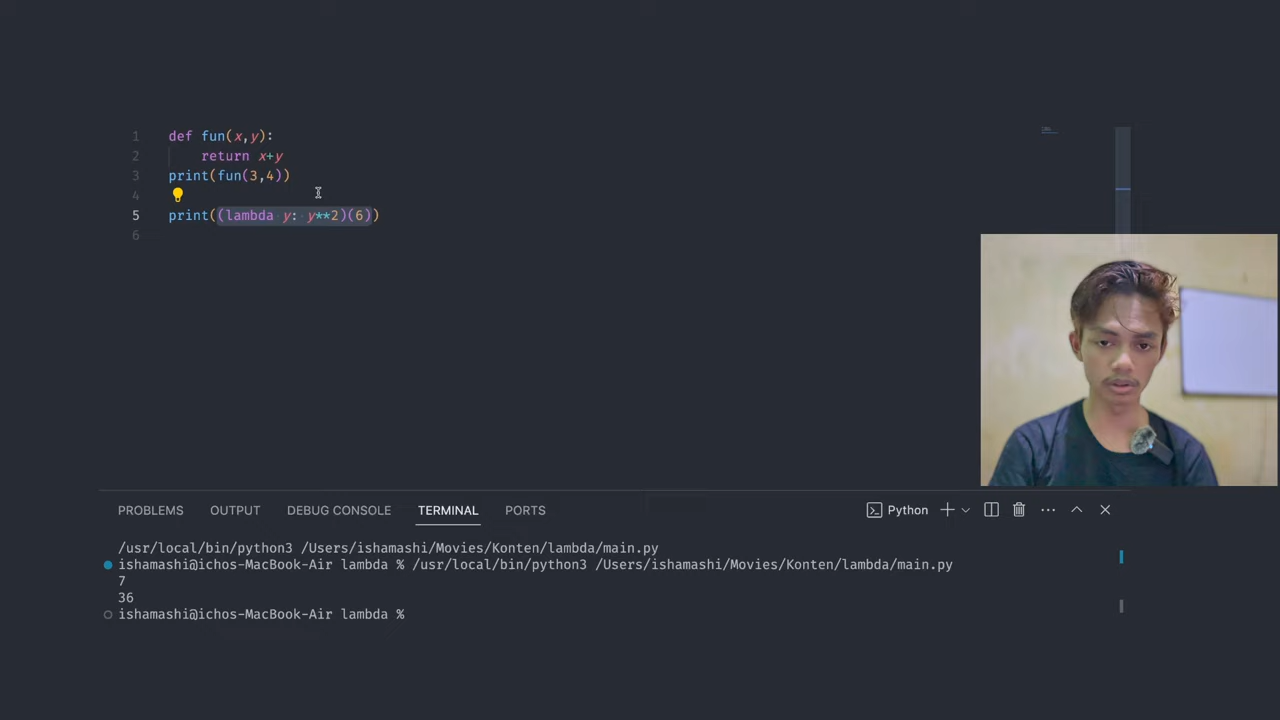 1 def fun(x,y):
2 return x+y
3 print(fun(3,4))
4
5 print((lambda y: y**2)(6))
6
PROBLEMS OUTPUT DEBUG CONSOLE TERMINAL PORTS Python
/usr/local/bin/python3 /Users/ishamashi/Movies/Konten/lambda/main.py
ishamashi@ichos-MacBook-Air lambda % /usr/local/bin/python3 /Users/ishamashi/Movies/Konten/lambda/main.py
7
36
ishamashi@ichos-MacBook-Air lambda %